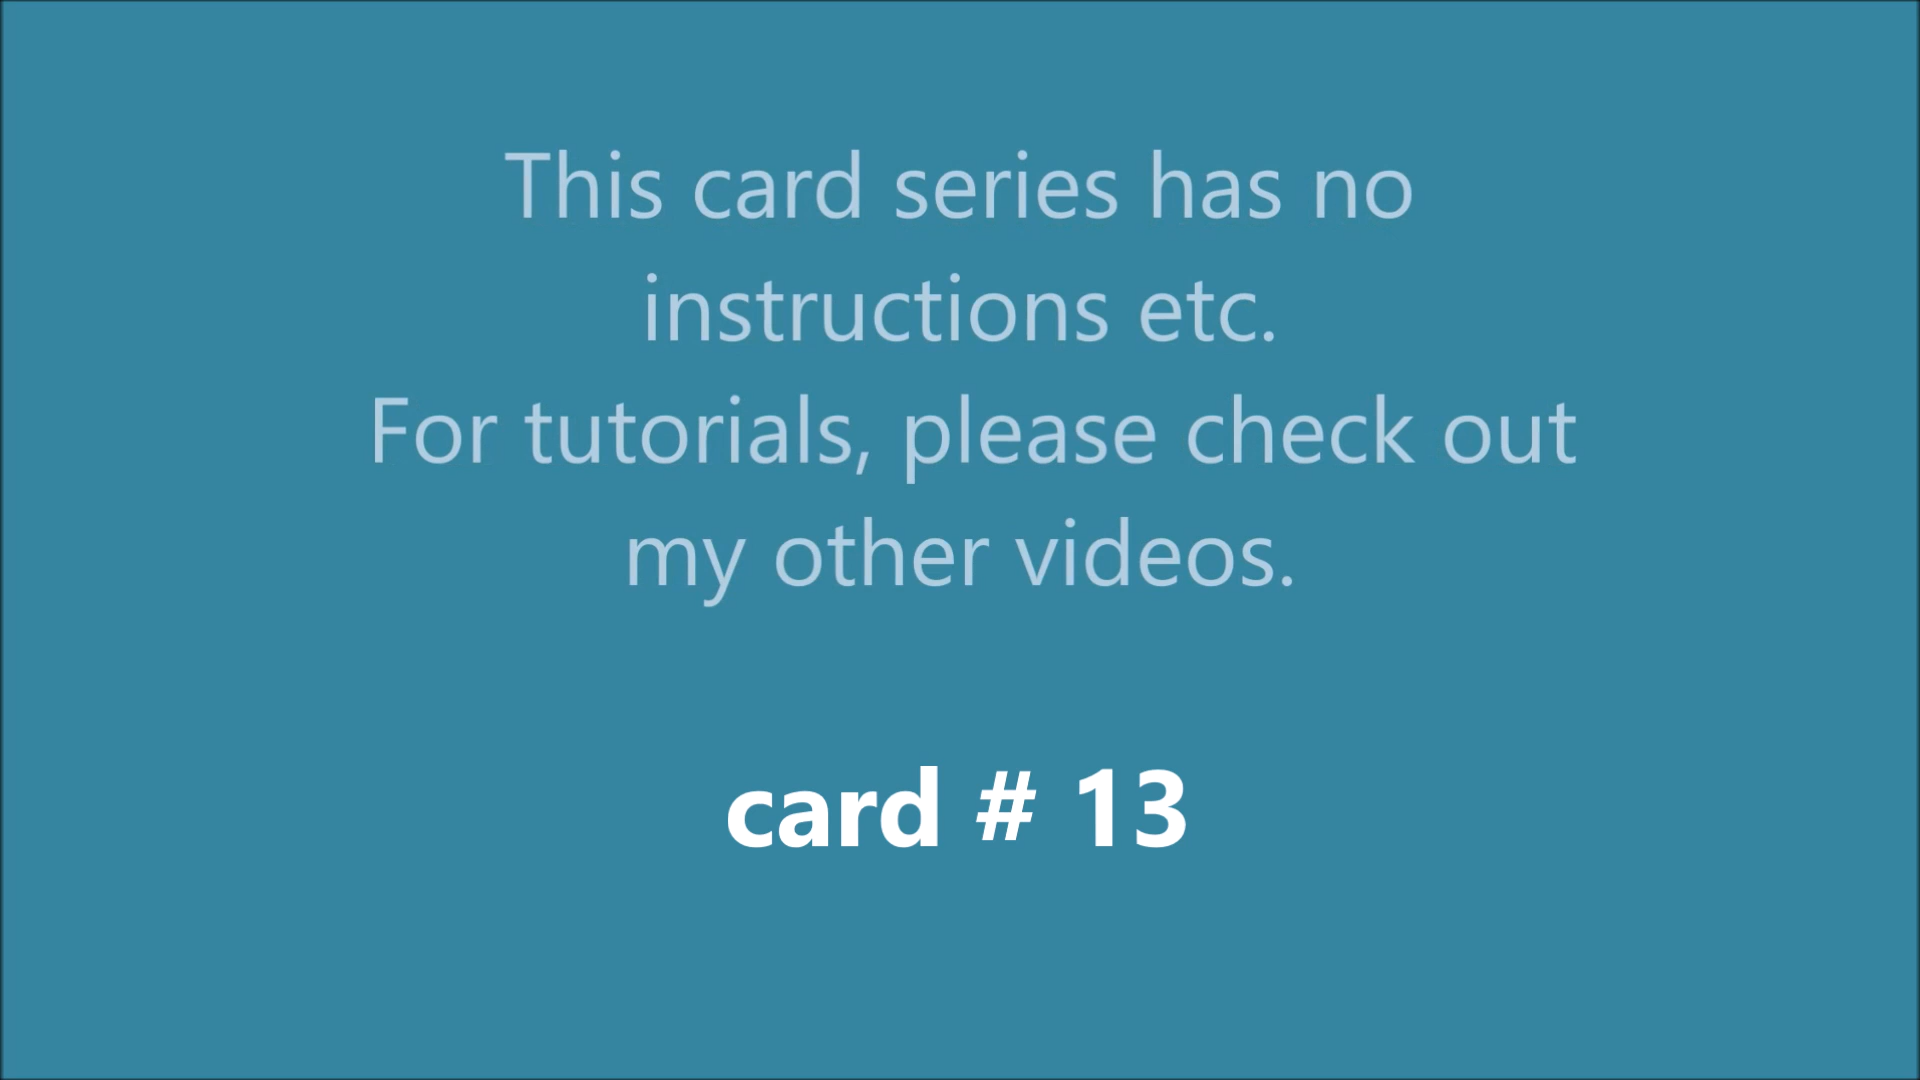 This card series has no
instructions etc.
For tutorials, please check out
my other videos.
card # 13